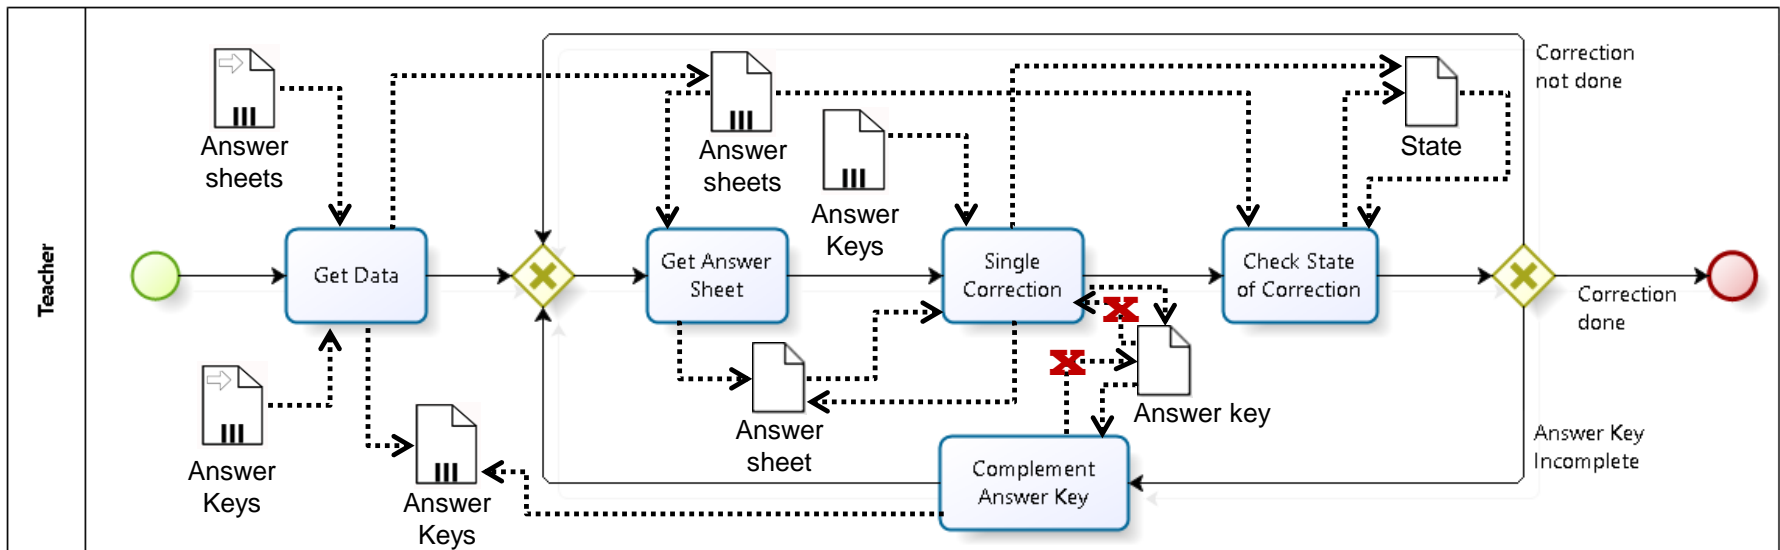 Teacher
Answer
sheets
Answer
sheets
Answer
Keys
State
Correction
not done
Get Data
Get Answer
Sheet
Single
Correction
Check State
of Correction
Correction
done
X
X
Answer key
Answer
sheet
Answer
Keys
Answer
Keys
Complement
Answer Key
Answer Key
Incomplete